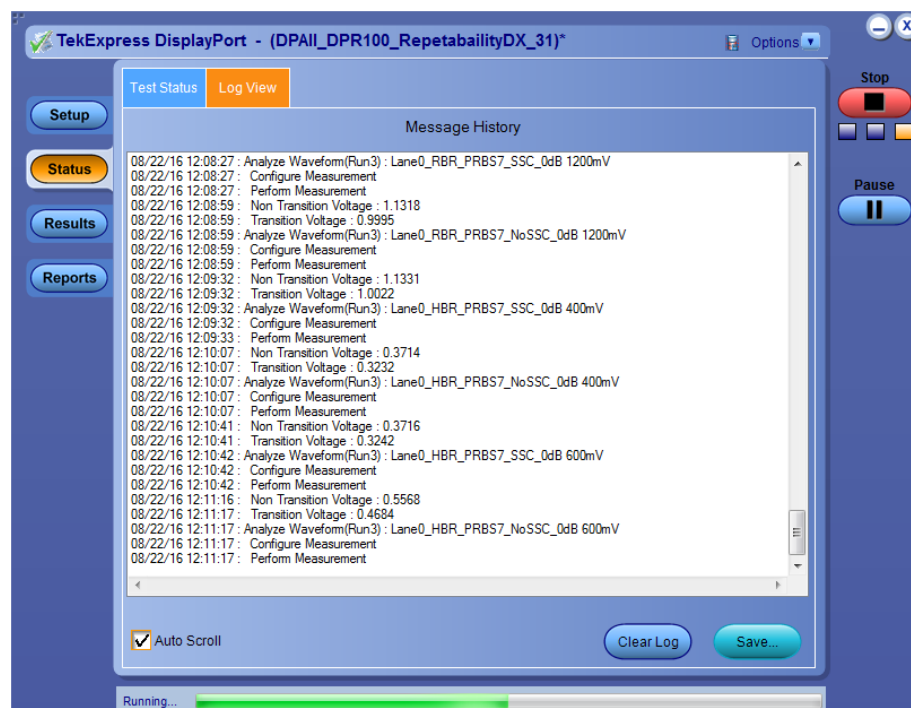 TekExpress DisplayPort - (DPAII_DPR100_RepetabailityDX_31)*
Options
X
Stop
Test Status
Log View
Setup
Message History
Status
Pause
Results
Reports
08/22/16 12:08:27 : Analyze Waveform(Run3) : Lane0_RBR_PRBS7_SSC_0dB 1200mV
08/22/16 12:08:27 : Configure Measurement
08/22/16 12:08:27 : Perform Measurement
08/22/16 12:08:59 : Non Transition Voltage : 1.1318
08/22/16 12:08:59 : Transition Voltage : 0.9995
08/22/16 12:08:59 : Analyze Waveform(Run3) : Lane0_RBR_PRBS7_NoSSC_0dB 1200mV
08/22/16 12:08:59 : Configure Measurement
08/22/16 12:08:59 : Perform Measurement
08/22/16 12:09:32 : Non Transition Voltage : 1.1331
08/22/16 12:09:32 : Transition Voltage : 1.0022
08/22/16 12:09:32 : Analyze Waveform(Run3) : Lane0_HBR_PRBS7_SSC_0dB 400mV
08/22/16 12:09:32 : Configure Measurement
08/22/16 12:09:33 : Perform Measurement
08/22/16 12:10:07 : Non Transition Voltage : 0.3714
08/22/16 12:10:07 : Transition Voltage : 0.3232
08/22/16 12:10:07 : Analyze Waveform(Run3) : Lane0_HBR_PRBS7_NoSSC_0dB 400mV
08/22/16 12:10:07 : Configure Measurement
08/22/16 12:10:07 : Perform Measurement
08/22/16 12:10:41 : Non Transition Voltage : 0.3716
08/22/16 12:10:41 : Transition Voltage : 0.3242
08/22/16 12:10:42 : Analyze Waveform(Run3) : Lane0_HBR_PRBS7_SSC_0dB 600mV
08/22/16 12:10:42 : Configure Measurement
08/22/16 12:10:42 : Perform Measurement
08/22/16 12:11:16 : Non Transition Voltage : 0.5568
08/22/16 12:11:17 : Transition Voltage : 0.4684
08/22/16 12:11:17 : Analyze Waveform(Run3) : Lane0_HBR_PRBS7_NoSSC_0dB 600mV
08/22/16 12:11:17 : Configure Measurement
08/22/16 12:11:17 : Perform Measurement
Auto Scroll
Clear Log
Save...
Running...